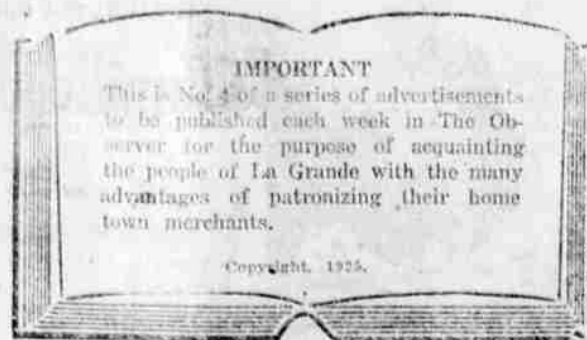 IMPORTANT
This is No. 4 of a series of advertisements
to be published each week in The Ob-
server for the purpose of acquainting
the people of La Grande with the many
advantages of patronizing their home
town merchants.
Copyright, 1925.